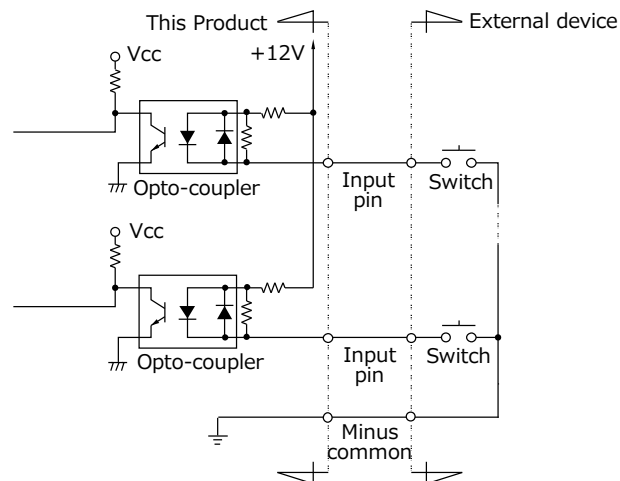 This Product
External device
Vcc
+12V
Opto-coupler
Input
pin
Switch
Vcc
Opto-coupler
Input
pin
Switch
Minus
common